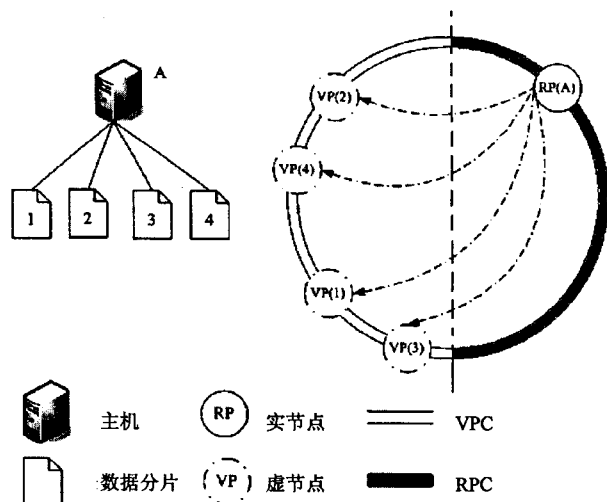 A
1 2 3 4
RP(A)
VP(2)
VP(4)
VP(1)
VP(3)
主机
RP 实节点
VPC
数据分片
VP 虚节点
RPC